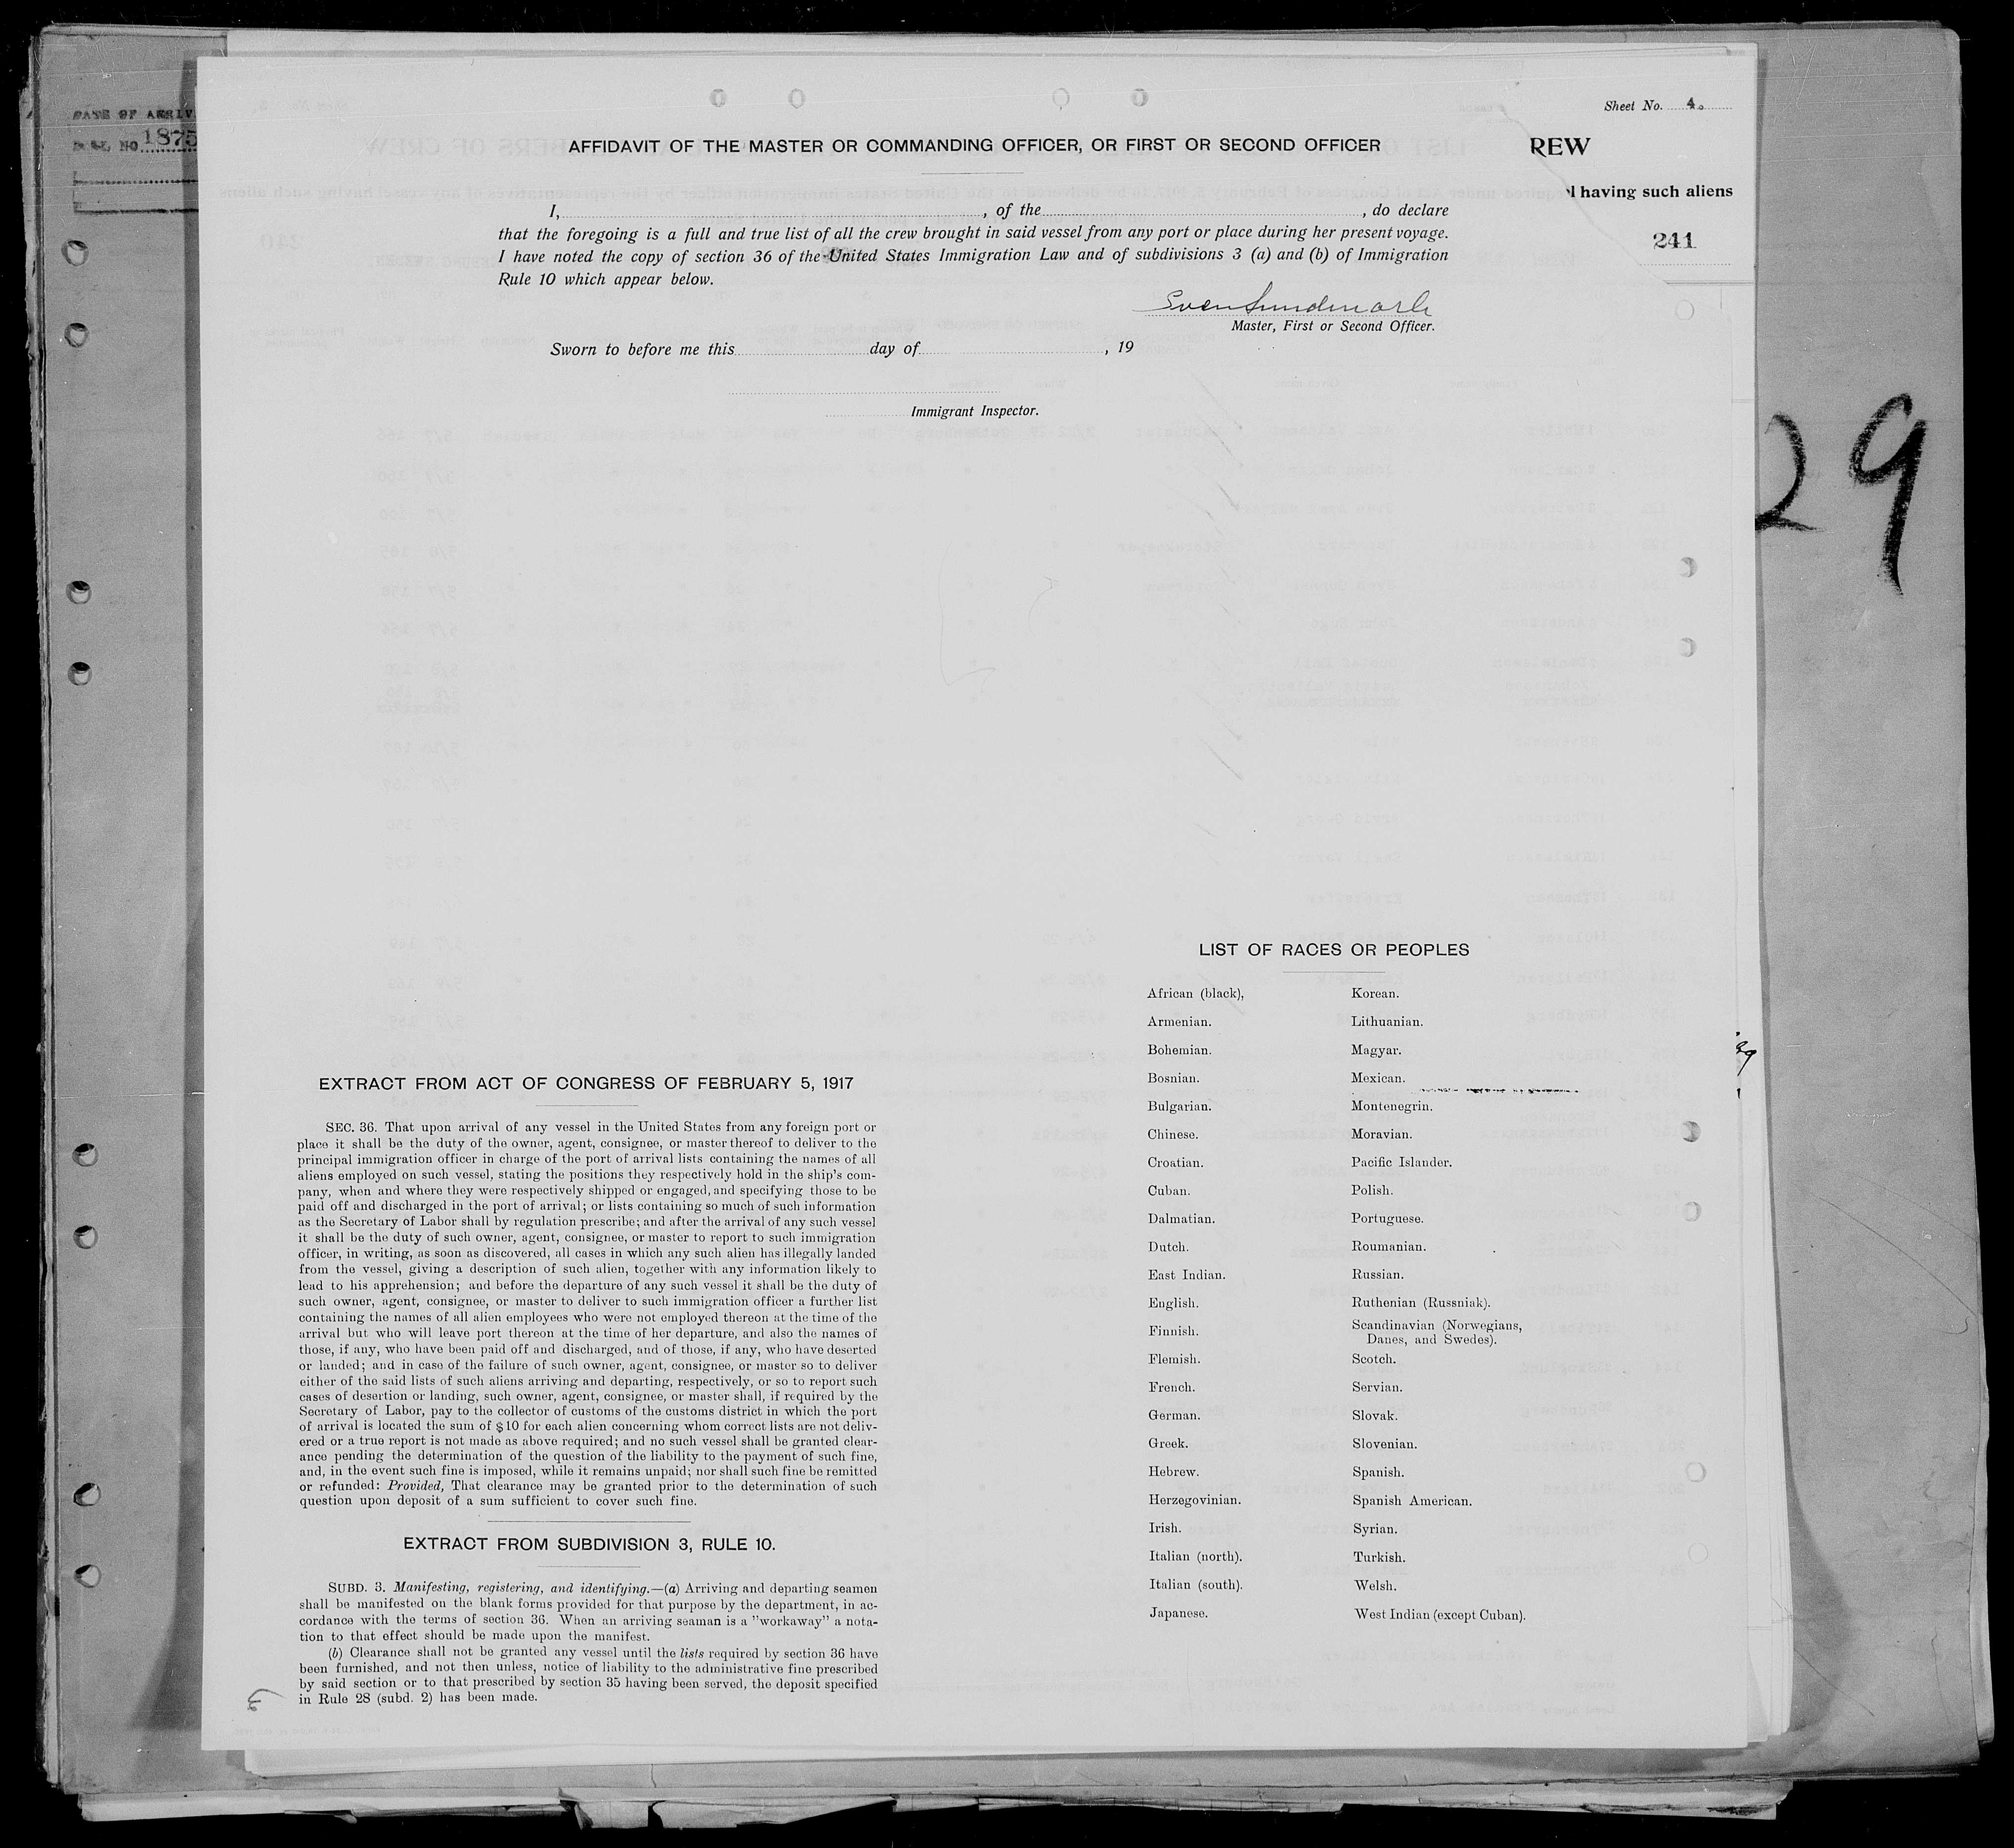 DATE OF ARRIV
NO 1875
Sheet No. 4.
AFFIDAVIT OF THE MASTER OR COMMANDING OFFICER, OR FIRST OR SECOND OFFICER
REW
l having such aliens
241
I, , of the , do declare
that the foregoing is a full and true list of all the crew brought in said vessel from any port or place during her present voyage.
I have noted the copy of section 36 of the United States Immigration Law and of subdivisions 3 (a) and (b) of Immigration
Rule 10 which appear below.
Sven Sundmark
Master, First or Second Officer.
Sworn to before me this day of , 19
Immigrant Inspector.
29
LIST OF RACES OR PEOPLES
African (black),
Armenian.
Bohemian.
Bosnian.
Bulgarian.
Chinese.
Croatian.
Cuban.
Dalmatian.
Dutch.
East Indian.
English.
Finnish.
Flemish.
French.
German.
Greek.
Hebrew.
Herzegovinian.
Irish.
Italian (north).
Italian (south).
Japanese.
Korean.
Lithuanian.
Magyar.
Mexican.
Montenegrin.
Moravian.
Pacific Islander.
Polish.
Portuguese.
Roumanian.
Russian.
Ruthenian (Russniak).
Scandinavian (Norwegians,
Danes, and Swedes).
Scotch.
Servian.
Slovak.
Slovenian.
Spanish.
Spanish American.
Syrian.
Turkish.
Welsh.
West Indian (except Cuban).
EXTRACT FROM ACT OF CONGRESS OF FEBRUARY 5, 1917
SEC. 36. That upon arrival of any vessel in the United States from any foreign port or
place it shall be the duty of the owner, agent, consignee, or master thereof to deliver to the
principal immigration officer in charge of the port of arrival lists containing the names of all
aliens employed on such vessel, stating the positions they respectively hold in the ship's com-
pany, when and where they were respectively shipped or engaged, and specifying those to be
paid off and discharged in the port of arrival; or lists containing so much of such information
as the Secretary of Labor shall by regulation prescribe; and after the arrival of any such vessel
it shall be the duty of such owner, agent, consignee, or master to report to such immigration
officer, in writing, as soon as discovered, all cases in which any such alien has illegally landed
from the vessel, giving a description of such alien, together with any information likely to
lead to his apprehension; and before the departure of any such vessel it shall be the duty of
such owner, agent, consignee, or master to deliver to such immigration officer a further list
containing the names of all alien employees who were not employed thereon at the time of the
arrival but who will leave port thereon at the time of her departure, and also the names of
those, if any, who have been paid off and discharged, and of those, if any, who have deserted
or landed; and in case of the failure of such owner, agent, consignee, or master so to deliver
either of the said lists of such aliens arriving and departing, respectively, or so to report such
cases of desertion or landing, such owner, agent, consignee, or master shall, if required by the
Secretary of Labor, pay to the collector of customs of the customs district in which the port
of arrival is located the sum of $10 for each alien concerning whom correct lists are not deliv-
ered or a true report is not made as above required; and no such vessel shall be granted clear-
ance pending the determination of the question of the liability to the payment of such fine,
and, in the event such fine is imposed, while it remains unpaid; nor shall such fine be remitted
or refunded: Provided, That clearance may be granted prior to the determination of such
question upon deposit of a sum sufficient to cover such fine.
EXTRACT FROM SUBDIVISION 3, RULE 10.
SUBD. 3. Manifesting, registering, and identifying.—(a) Arriving and departing seamen
shall be manifested on the blank forms provided for that purpose by the department, in ac-
cordance with the terms of section 36. When an arriving seaman is a "workaway" a nota-
tion to that effect should be made upon the manifest.
(b) Clearance shall not be granted any vessel until the lists required by section 36 have
been furnished, and not then unless, notice of liability to the administrative fine prescribed
by said section or to that prescribed by section 35 having been served, the deposit specified
in Rule 28 (subd. 2) has been made.